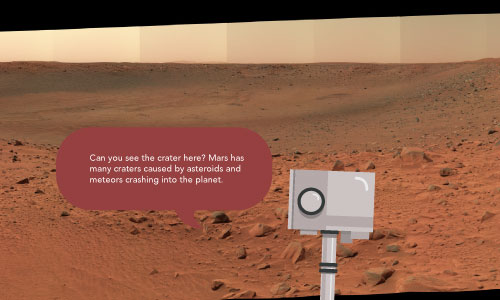 Can you see the crater here? Mars has
many craters caused by asteroids and
meteors crashing into the planet.